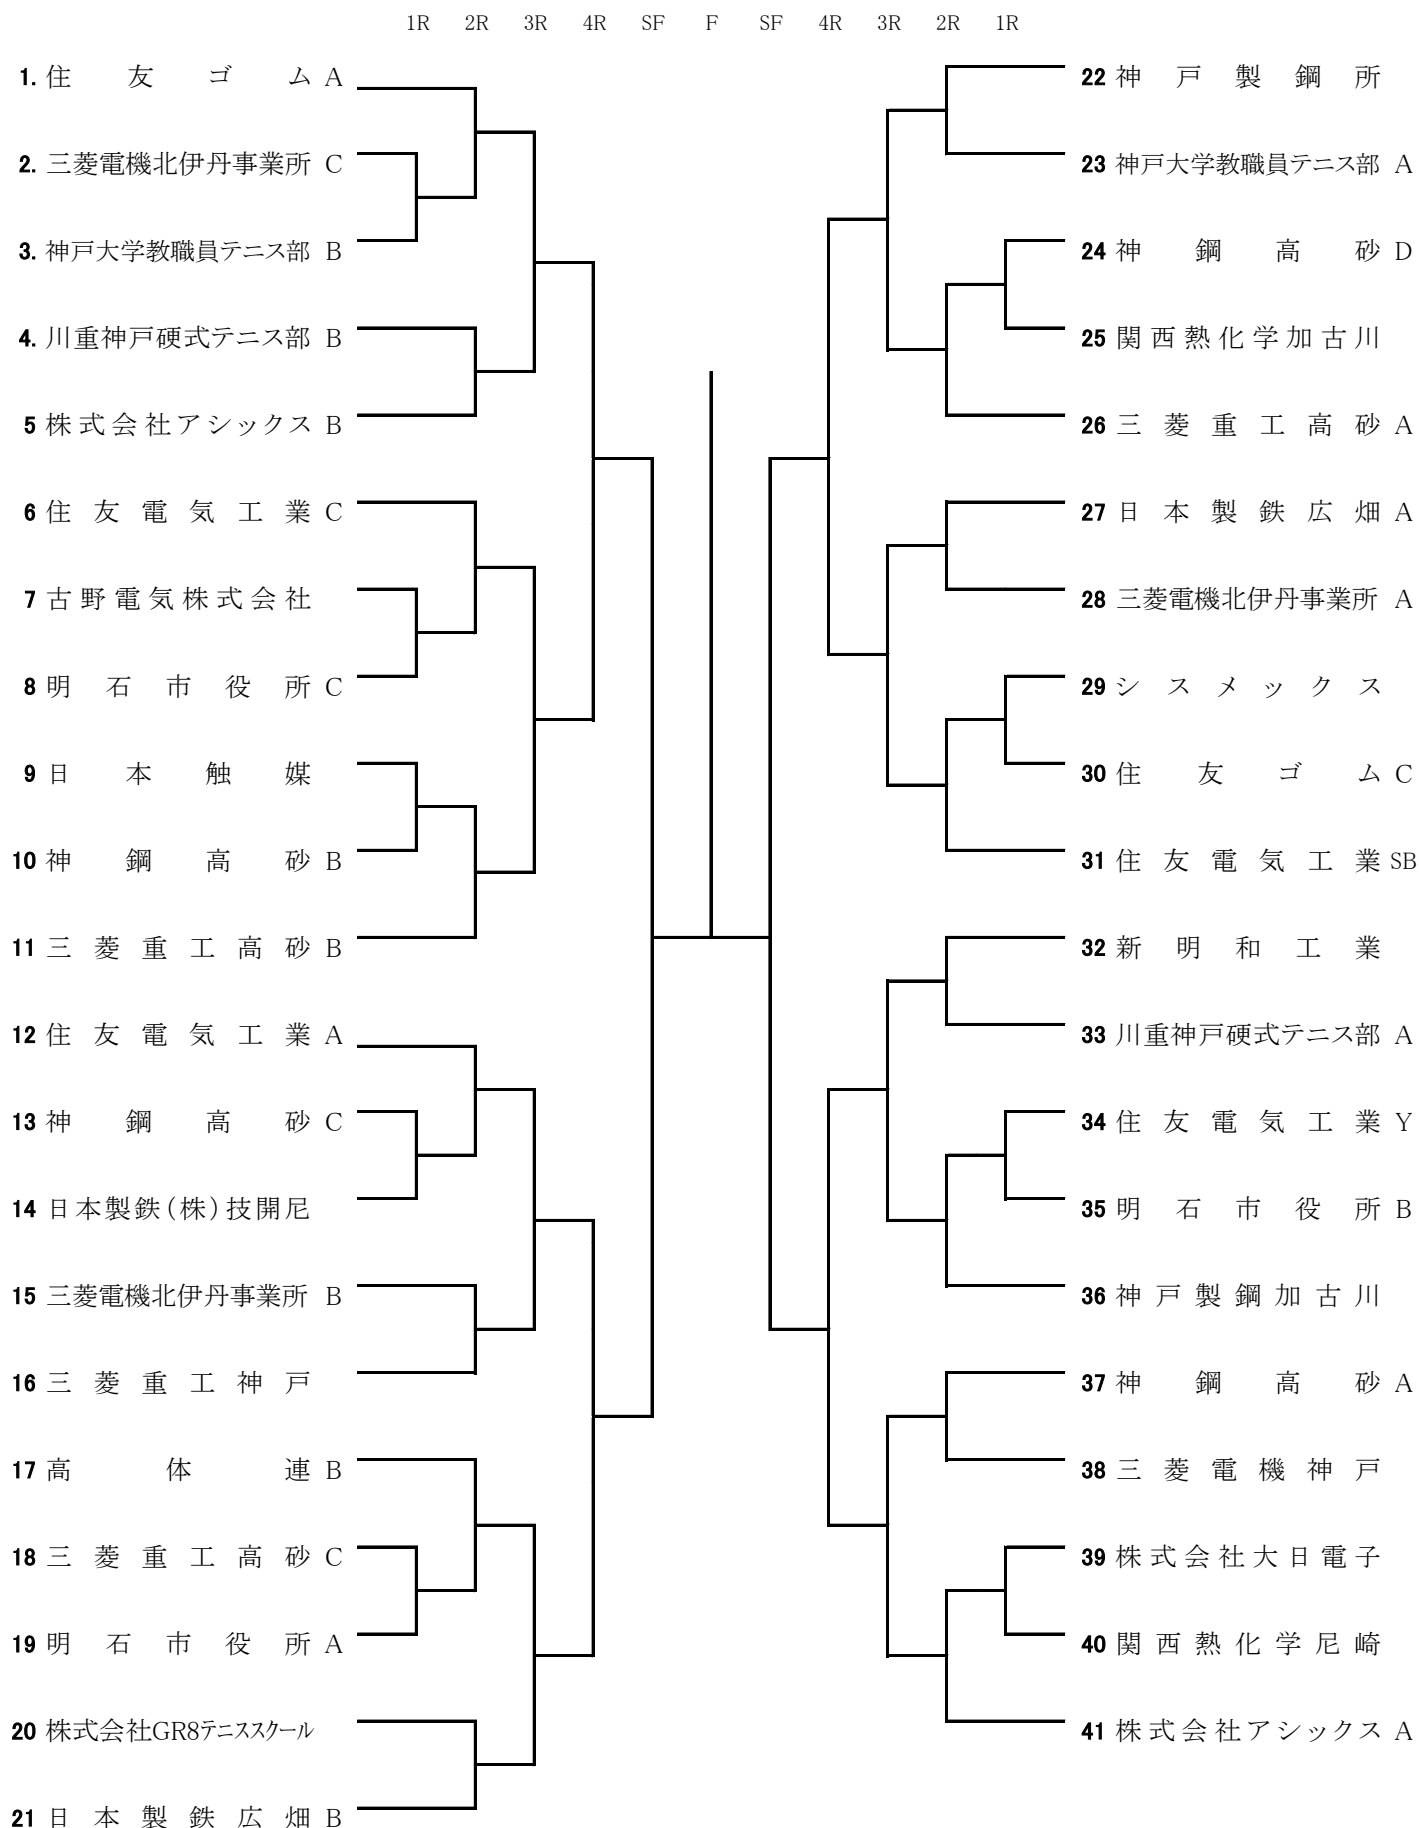 1R 2R 3R 4R SF F SF 4R 3R 2R 1R
1. 住友ゴム A
2. 三菱電機北伊丹事業所 C
3. 神戸大学教職員テニス部 B
4. 川重神戸硬式テニス部 B
5 株式会社アシックス B
6 住友電気工業 C
7 古野電気株式会社
8 明石市役所 C
9 日本触媒
10 神鋼高砂 B
11 三菱重工高砂 B
12 住友電気工業 A
13 神鋼高砂 C
14 日本製鉄(株)技開尼
15 三菱電機北伊丹事業所 B
16 三菱重工神戸
17 高体連 B
18 三菱重工高砂 C
19 明石市役所 A
20 株式会社GR8テニススクール
21 日本製鉄広畑 B
22 神戸製鋼所
23 神戸大学教職員テニス部 A
24 神鋼高砂 D
25 関西熱化学加古川
26 三菱重工高砂 A
27 日本製鉄広畑 A
28 三菱電機北伊丹事業所 A
29 シスメックス
30 住友ゴム C
31 住友電気工業 SB
32 新明和工業
33 川重神戸硬式テニス部 A
34 住友電気工業 Y
35 明石市役所 B
36 神戸製鋼加古川
37 神鋼高砂 A
38 三菱電機神戸
39 株式会社大日電子
40 関西熱化学尼崎
41 株式会社アシックス A